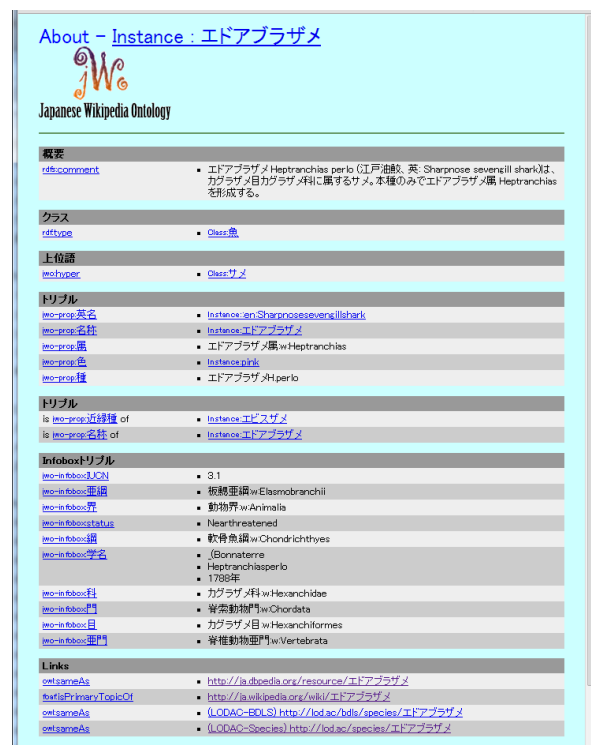 About - Instance : エドアブラザメ
jWo
Japanese Wikipedia Ontology
概要
rdfs:comment
エドアブラザメ Heptranchias perlo (江戸油鮫、英: Sharpnose sevengill shark)は、
カグラザメ目カグラザメ科に属するサメ。本種のみでエドアブラザメ属 Heptranchias
を形成する。
クラス
rdf:type Class:魚
上位語
jwo:hyper Class:サメ
トリプル
jwo-prop:英名 Instance::en:Sharpnosesevengillshark
jwo-prop:名称 Instance:エドアブラザメ
jwo-prop:属 エドアブラザメ属:w:Heptranchias
jwo-prop:色 Instance:pink
jwo-prop:種 エドアブラザメH.perlo
トリプル
is jwo-prop:近縁種 of Instance:エビスザメ
is jwo-prop:名称 of Instance:エドアブラザメ
Infoboxトリプル
jwo-infobox:IUCN 3.1
jwo-infobox:亜綱 板鰓亜綱:w:Elasmobranchii
jwo-infobox:界 動物界:w:Animalia
jwo-infobox:status Nearthreatened
jwo-infobox:綱 軟骨魚綱:w:Chondrichthyes
jwo-infobox:学名 _(Bonnaterre
Heptranchiasperlo
1788年
jwo-infobox:科 カグラザメ科:w:Hexanchidae
jwo-infobox:門 脊索動物門:w:Chordata
jwo-infobox:目 カグラザメ目:w:Hexanchiformes
jwo-infobox:亜門 脊椎動物亜門:w:Vertebrata
Links
owl:sameAs http://ja.dbpedia.org/resource/エドアブラザメ
foaf:isPrimaryTopicOf http://ja.wikipedia.org/wiki/エドアブラザメ
owl:sameAs (LODAC-BDLS) http://lod.ac/bdls/species/エドアブラザメ
owl:sameAs (LODAC-Species) http://lod.ac/species/エドアブラザメ